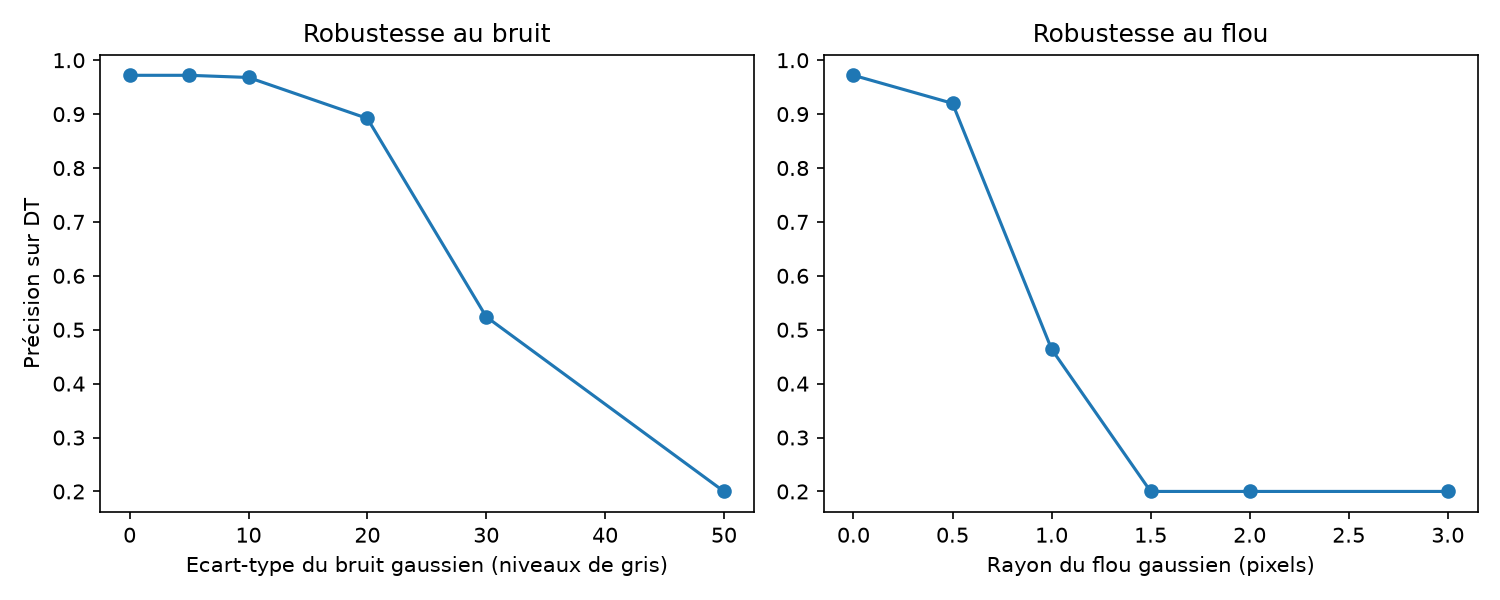 Robustesse au bruit
Précision sur DT
1.0
0.9
0.8
0.7
0.6
0.5
0.4
0.3
0.2
0 10 20 30 40 50
Ecart-type du bruit gaussien (niveaux de gris)
Robustesse au flou
1.0
0.9
0.8
0.7
0.6
0.5
0.4
0.3
0.2
0.0 0.5 1.0 1.5 2.0 2.5 3.0
Rayon du flou gaussien (pixels)